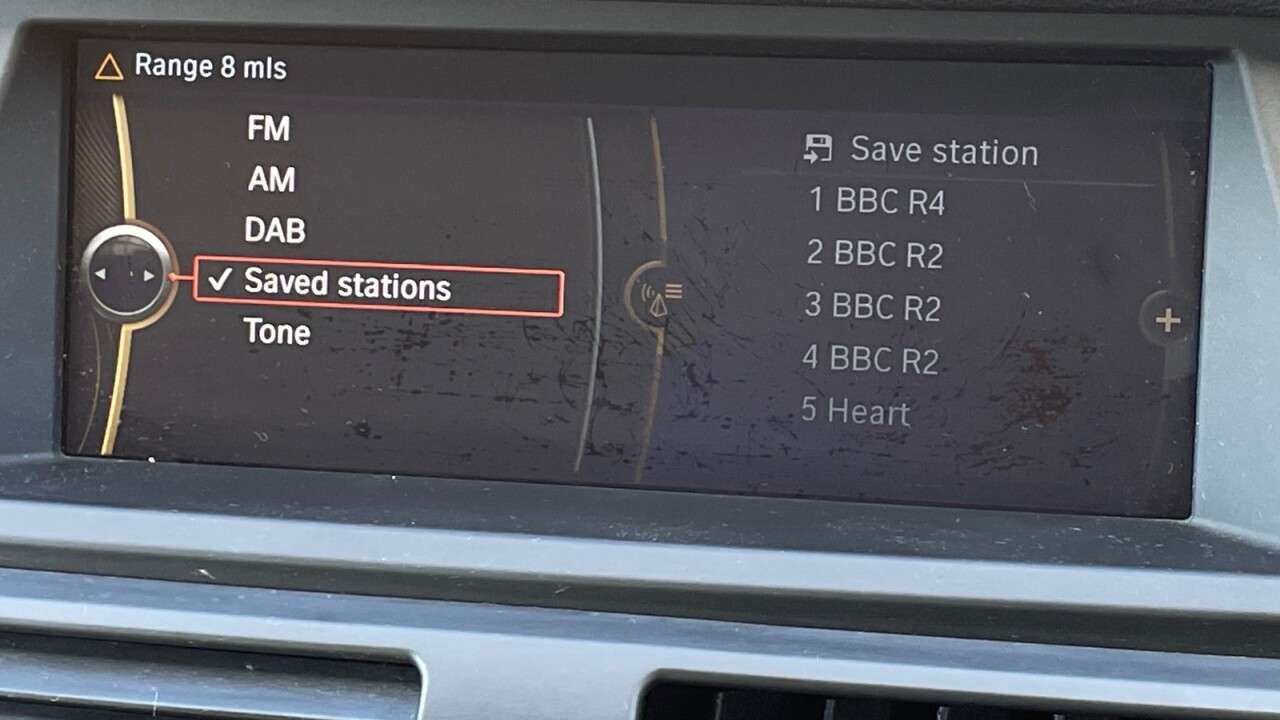 Range 8 mls
FM
AM
DAB
✓ Saved stations
Tone
Save station
1 BBC R4
2 BBC R2
3 BBC R2
4 BBC R2
5 Heart